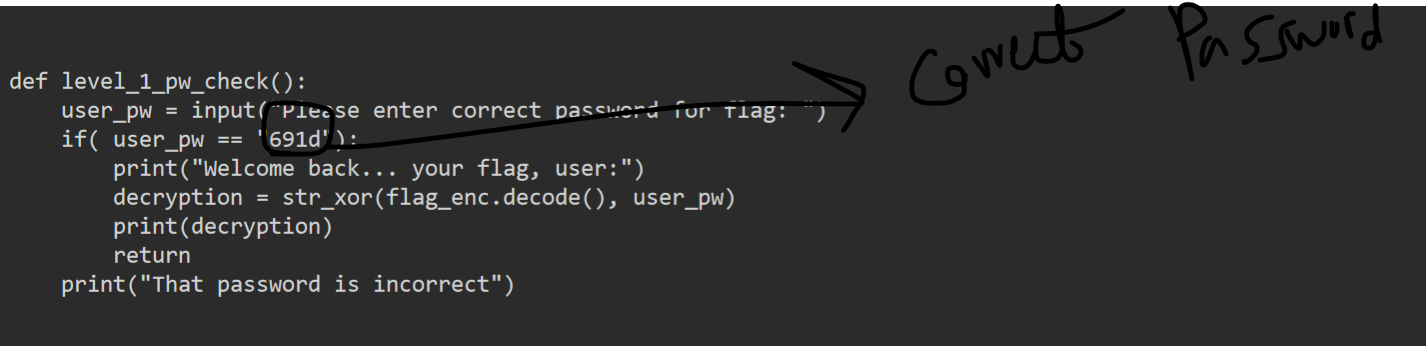 Correct Password
def level_1_pw_check():
    user_pw = input("Please enter correct password for flag: ")
    if( user_pw == "691d"):
        print("Welcome back... your flag, user:")
        decryption = str_xor(flag_enc.decode(), user_pw)
        print(decryption)
        return
    print("That password is incorrect")